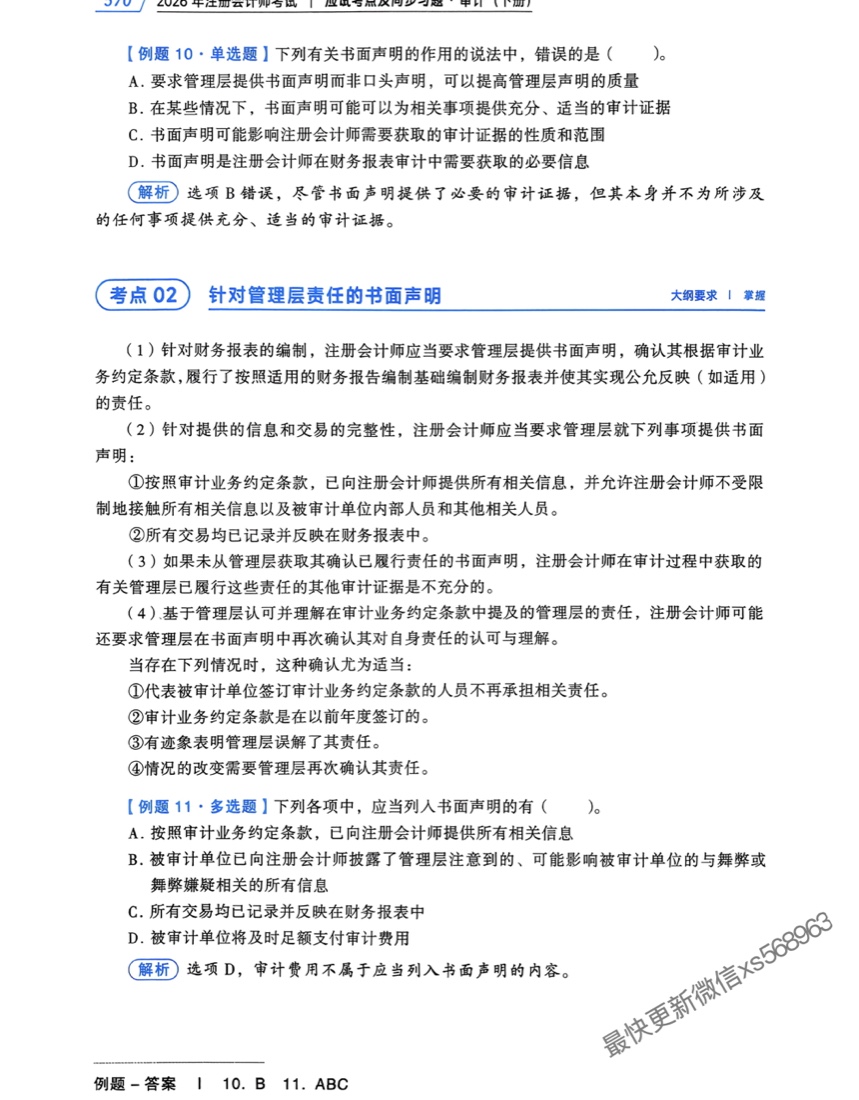 570 2026年注册会计师考试 | 应试考点及同步习题·审计（下册）
【例题10·单选题】下列有关书面声明的作用的说法中，错误的是（　　）。
A. 要求管理层提供书面声明而非口头声明，可以提高管理层声明的质量
B. 在某些情况下，书面声明可能可以为相关事项提供充分、适当的审计证据
C. 书面声明可能影响注册会计师需要获取的审计证据的性质和范围
D. 书面声明是注册会计师在财务报表审计中需要获取的必要信息
解析 选项 B 错误，尽管书面声明提供了必要的审计证据，但其本身并不为所涉及
的任何事项提供充分、适当的审计证据。
考点 02 针对管理层责任的书面声明 大纲要求 | 掌握
（1）针对财务报表的编制，注册会计师应当要求管理层提供书面声明，确认其根据审计业
务约定条款，履行了按照适用的财务报告编制基础编制财务报表并使其实现公允反映（如适用）
的责任。
（2）针对提供的信息和交易的完整性，注册会计师应当要求管理层就下列事项提供书面
声明：
①按照审计业务约定条款，已向注册会计师提供所有相关信息，并允许注册会计师不受限
制地接触所有相关信息以及被审计单位内部人员和其他相关人员。
②所有交易均已记录并反映在财务报表中。
（3）如果未从管理层获取其确认已履行责任的书面声明，注册会计师在审计过程中获取的
有关管理层已履行这些责任的其他审计证据是不充分的。
（4）基于管理层认可并理解在审计业务约定条款中提及的管理层的责任，注册会计师可能
还要求管理层在书面声明中再次确认其对自身责任的认可与理解。
当存在下列情况时，这种确认尤为适当：
①代表被审计单位签订审计业务约定条款的人员不再承担相关责任。
②审计业务约定条款是在以前年度签订的。
③有迹象表明管理层误解了其责任。
④情况的改变需要管理层再次确认其责任。
【例题11·多选题】下列各项中，应当列入书面声明的有（　　）。
A. 按照审计业务约定条款，已向注册会计师提供所有相关信息
B. 被审计单位已向注册会计师披露了管理层注意到的、可能影响被审计单位的与舞弊或
舞弊嫌疑相关的所有信息
C. 所有交易均已记录并反映在财务报表中
D. 被审计单位将及时足额支付审计费用
解析 选项 D，审计费用不属于应当列入书面声明的内容。
最快更新微信xs568963
例题－答案 | 10. B 11. ABC